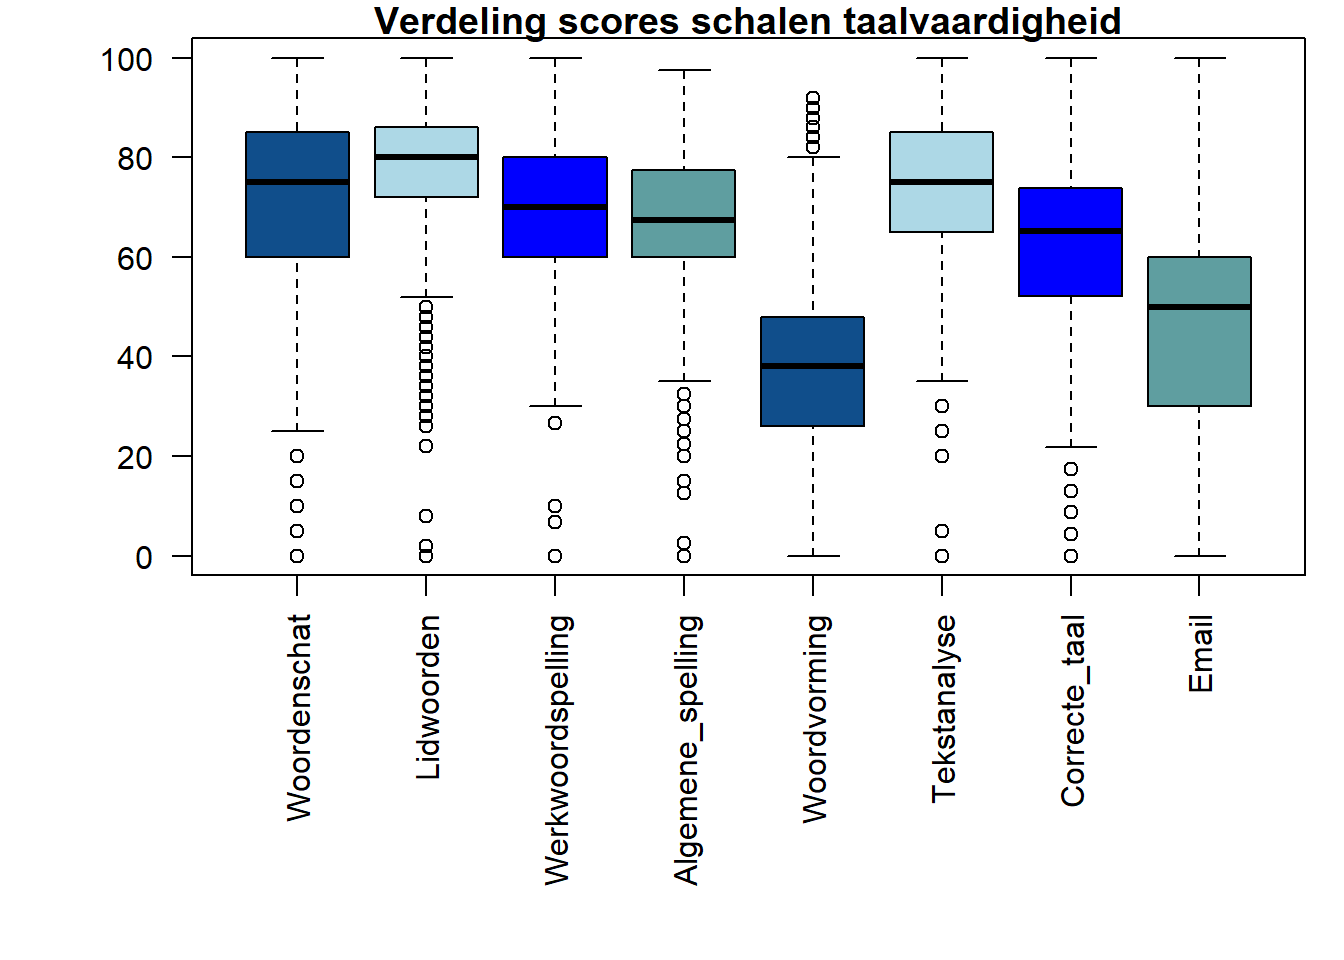 Verdeling scores schalen taalvaardigheid
100
80
60
40
20
0
Woordenschat
Lidwoorden
Werkwoordspelling
Algemene_spelling
Woordvorming
Tekstanalyse
Correcte_taal
Email